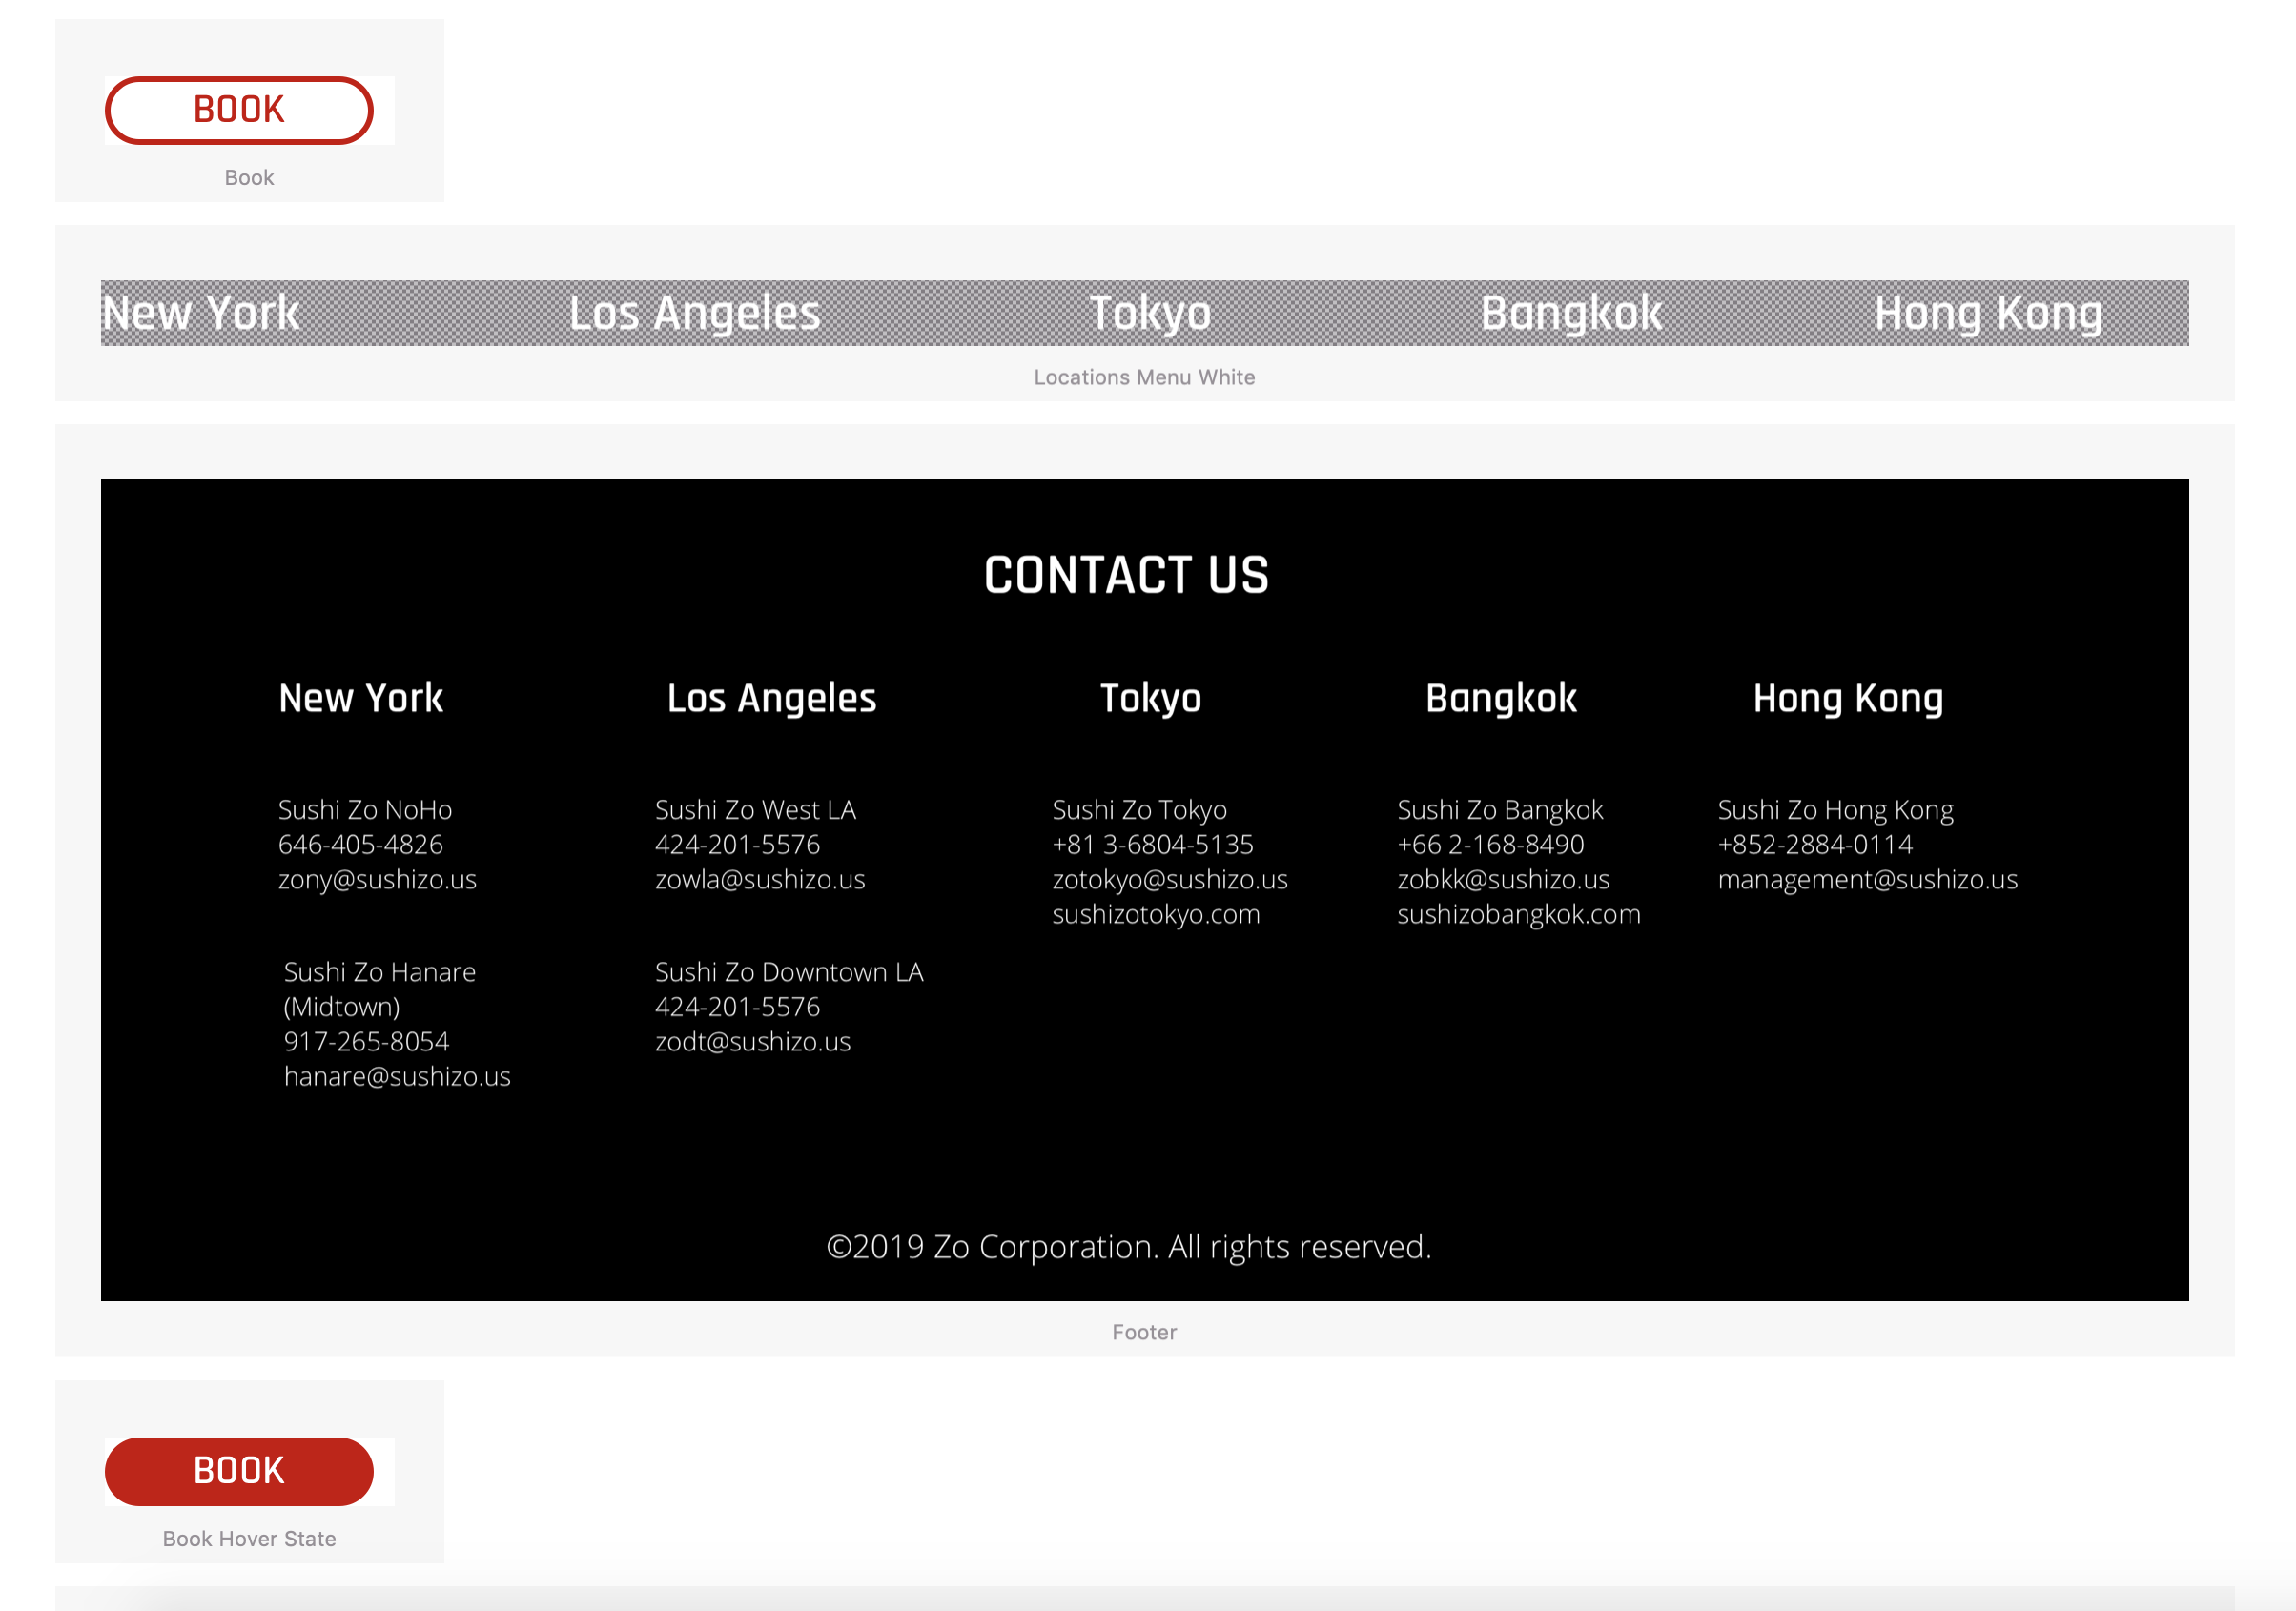 BOOK
Book
New York
Los Angeles
Tokyo
Bangkok
Hong Kong
Locations Menu White
CONTACT US
New York
Sushi Zo NoHo
646-405-4826
zony@sushizo.us
Sushi Zo Hanare
(Midtown)
917-265-8054
hanare@sushizo.us
Los Angeles
Sushi Zo West LA
424-201-5576
zowla@sushizo.us
Sushi Zo Downtown LA
424-201-5576
zodt@sushizo.us
Tokyo
Sushi Zo Tokyo
+81 3-6804-5135
zotokyo@sushizo.us
sushizotokyo.com
Bangkok
Sushi Zo Bangkok
+66 2-168-8490
zobkk@sushizo.us
sushizobangkok.com
Hong Kong
Sushi Zo Hong Kong
+852-2884-0114
management@sushizo.us
©2019 Zo Corporation. All rights reserved.
Footer
BOOK
Book Hover State